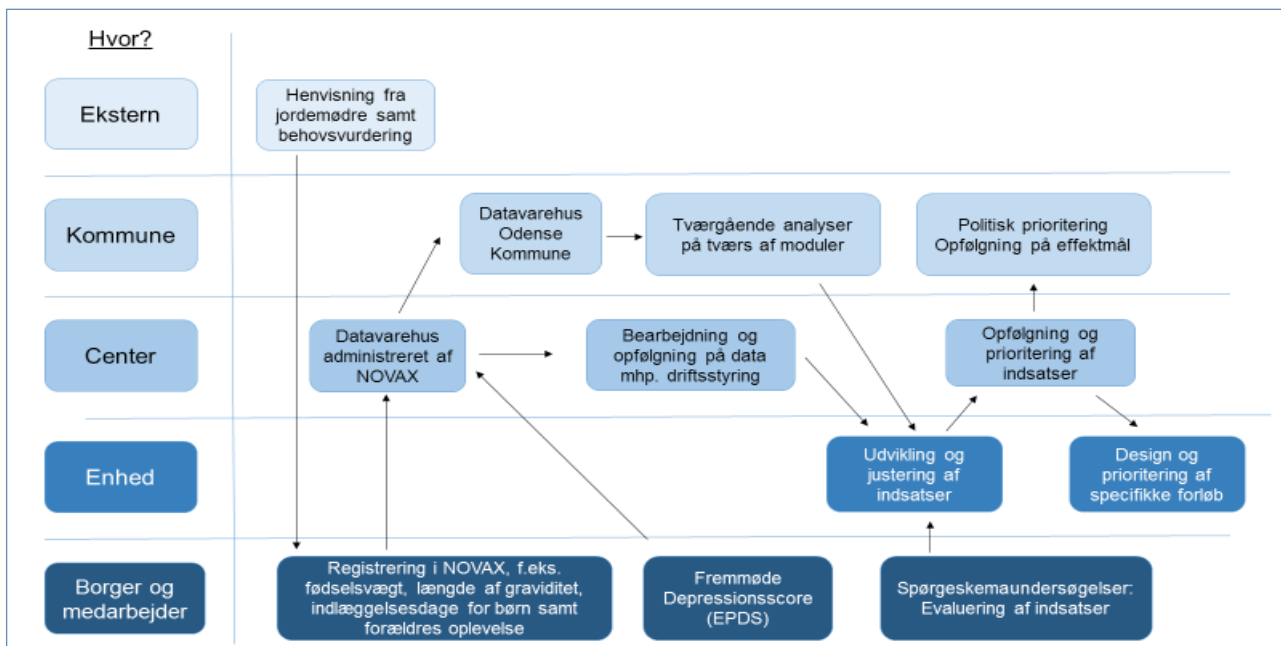 Hvor?
Ekstern
Henvisning fra
jordemødre samt
behovsvurdering
Kommune
Datavarehus
Odense
Kommune
Tværgående analyser
på tværs af moduler
Politisk prioritering
Opfølgning på effektmål
Center
Datavarehus
administreret af
NOVAX
Bearbejdning og
opfølgning på data
mhp. driftsstyring
Opfølgning og
prioritering af
indsatser
Enhed
Udvikling og
justering af
indsatser
Design og
prioritering af
specifikke forløb
Borger og
medarbejder
Registrering i NOVAX, f.eks.
fødselsvægt, længde af graviditet,
indlæggelsesdage for børn samt
forældres oplevelse
Fremmøde
Depressionsscore
(EPDS)
Spørgeskemaundersøgelser:
Evaluering af indsatser